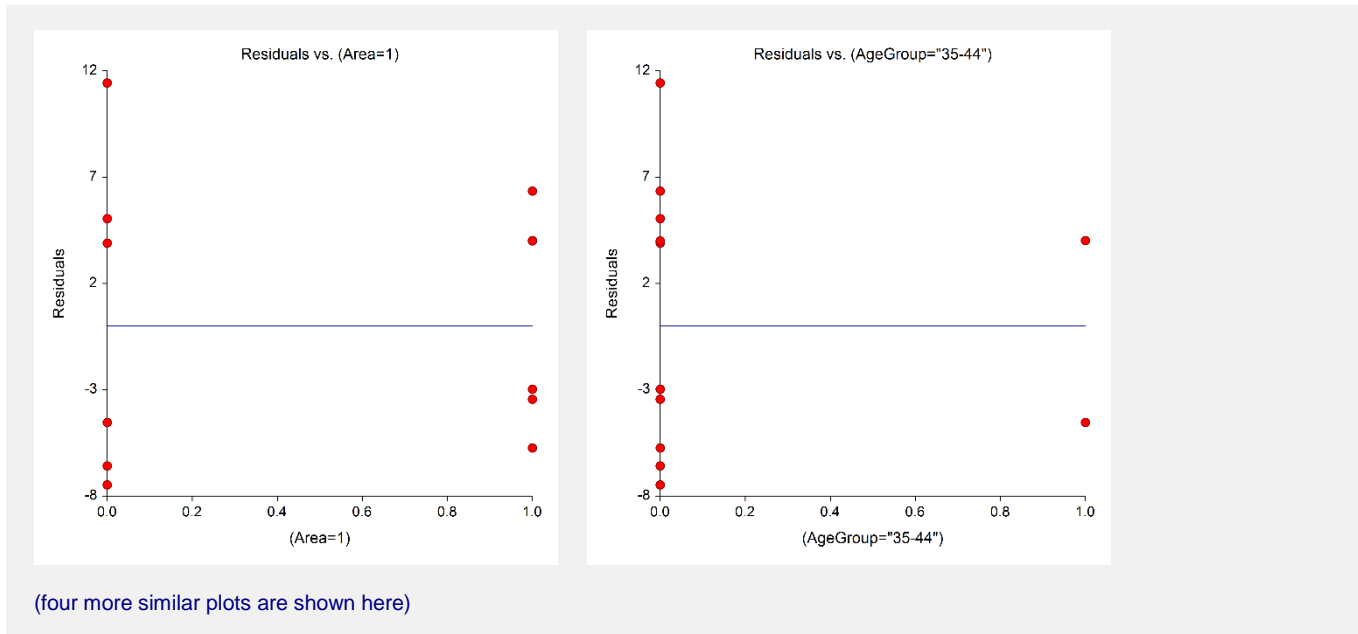 Residuals vs. (Area=1)
12
7
2
-3
-8
Residuals
0.0 0.2 0.4 0.6 0.8 1.0
(Area=1)
Residuals vs. (AgeGroup="35-44")
12
7
2
-3
-8
Residuals
0.0 0.2 0.4 0.6 0.8 1.0
(AgeGroup="35-44")
(four more similar plots are shown here)